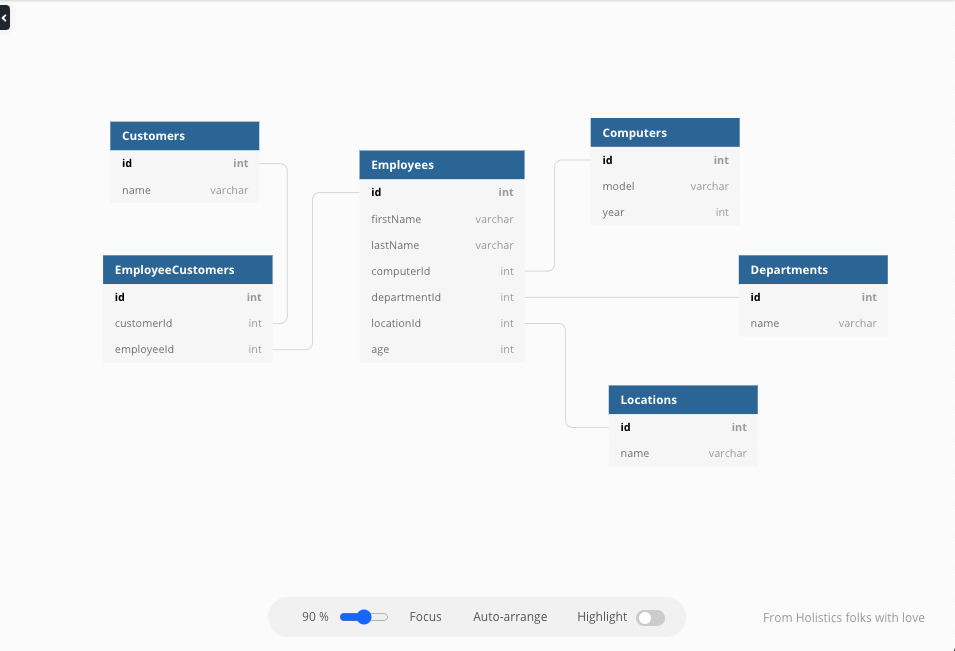 Customers
id int
name varchar
EmployeeCustomers
id int
customerId int
employeeId int
Employees
id int
firstName varchar
lastName varchar
computerId int
departmentId int
locationId int
age int
Computers
id int
model varchar
year int
Departments
id int
name varchar
Locations
id int
name varchar
90 % Focus Auto-arrange Highlight
From Holistics folks with love